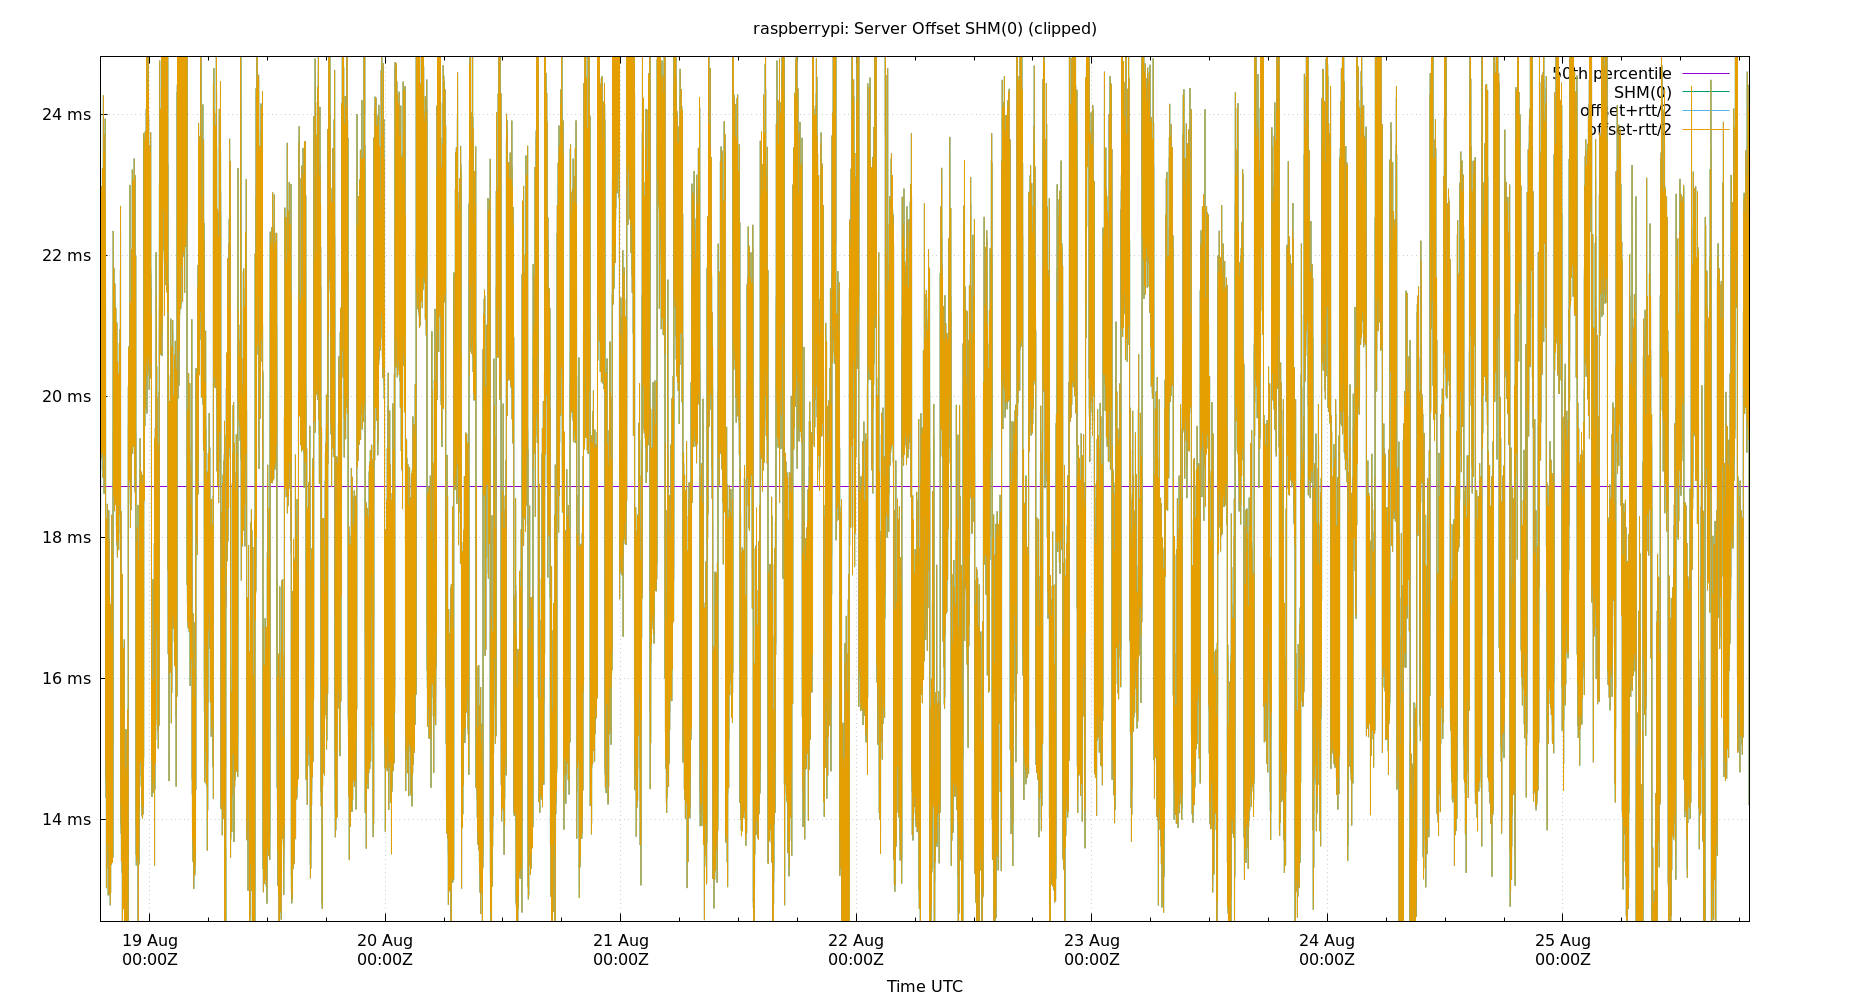 raspberrypi: Server Offset SHM(0) (clipped)
50th percentile
SHM(0)
offset+rtt/2
offset-rtt/2
24 ms
22 ms
20 ms
18 ms
16 ms
14 ms
19 Aug 20 Aug 21 Aug 22 Aug 23 Aug 24 Aug 25 Aug
00:00Z 00:00Z 00:00Z 00:00Z 00:00Z 00:00Z 00:00Z
Time UTC